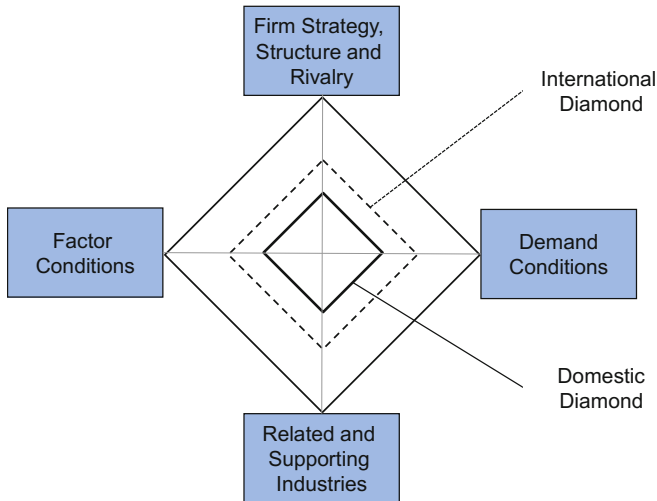 Firm Strategy,
Structure and
Rivalry
International
Diamond
Factor
Conditions
Demand
Conditions
Domestic
Diamond
Related and
Supporting
Industries